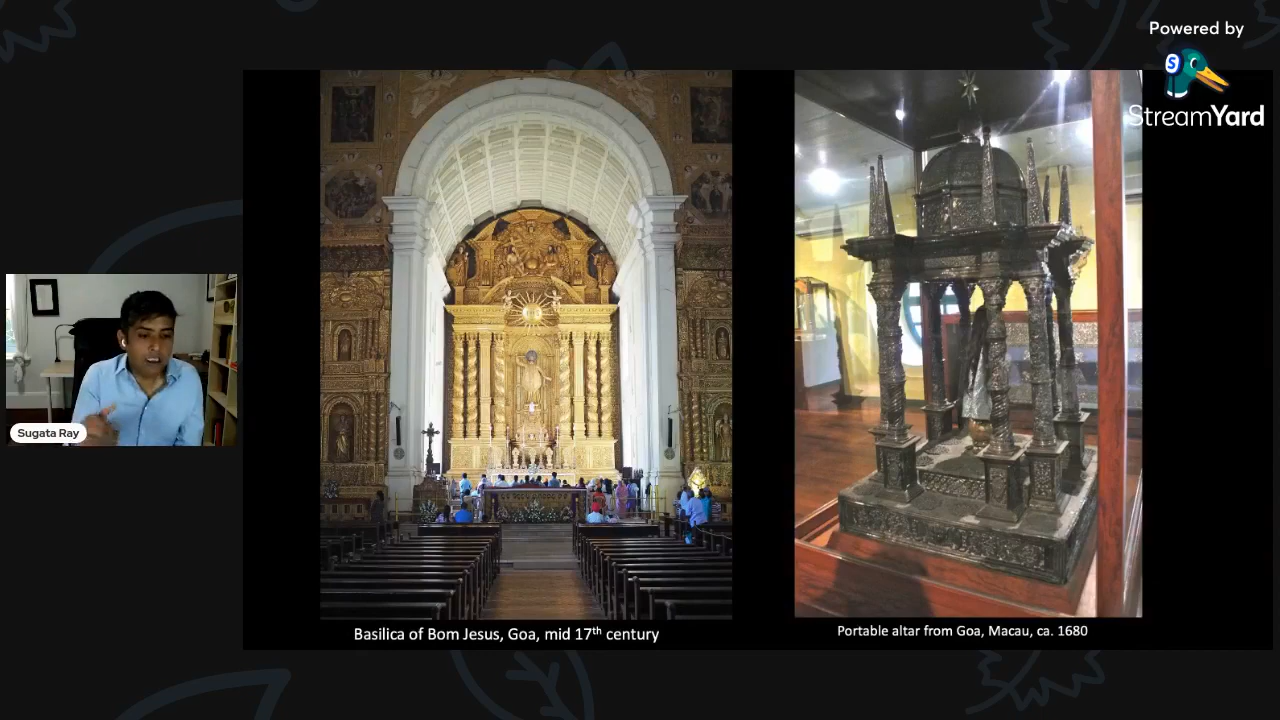 Powered by
S
StreamYard
Sugata Ray
Basilica of Bom Jesus, Goa, mid 17th century
Portable altar from Goa, Macau, ca. 1680